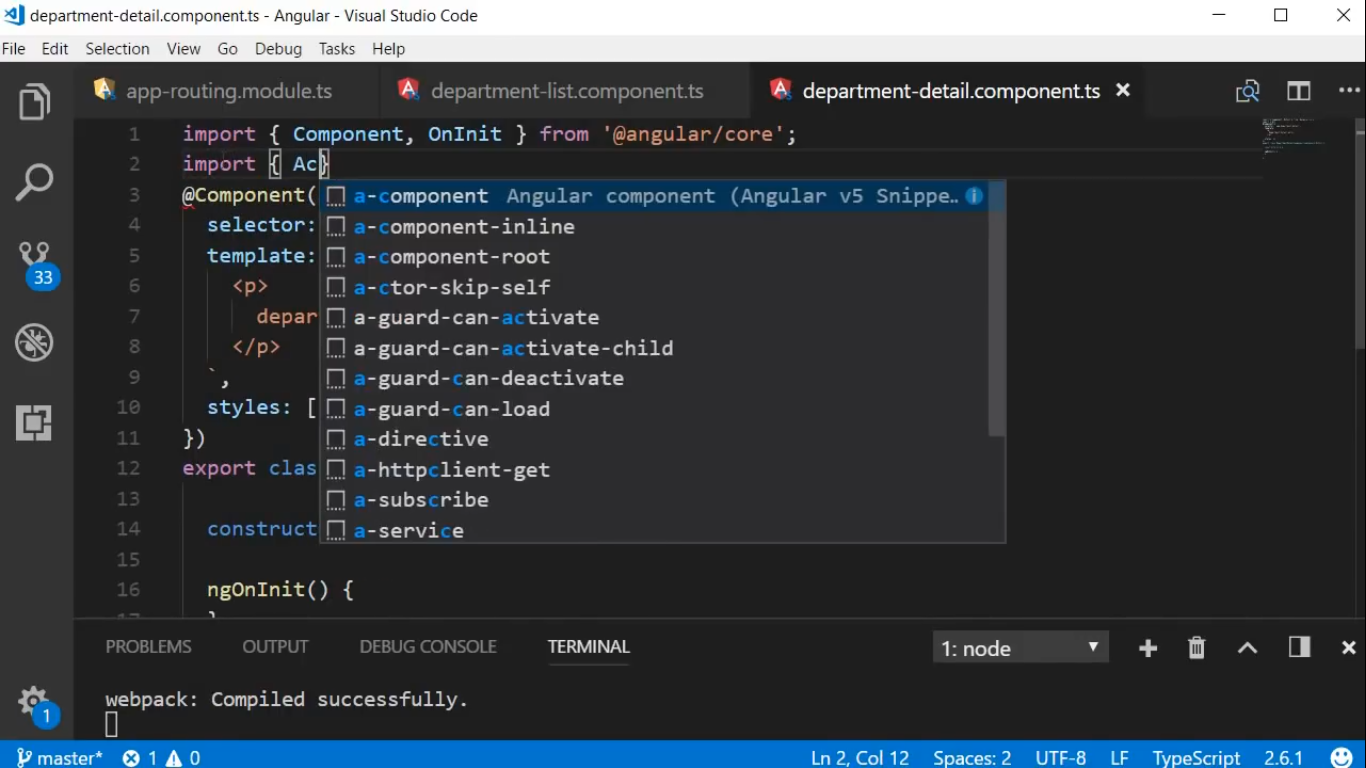 department-detail.component.ts - Angular - Visual Studio Code
File Edit Selection View Go Debug Tasks Help
app-routing.module.ts department-list.component.ts department-detail.component.ts
1 import { Component, OnInit } from '@angular/core';
2 import { Ac}
3 @Component(
a-component Angular component (Angular v5 Snippe..
4 selector:
a-component-inline
5 template:
a-component-root
6 <p>
a-ctor-skip-self
7 depar
a-guard-can-activate
8 </p>
a-guard-can-activate-child
9 `,
a-guard-can-deactivate
10 styles: [
a-guard-can-load
11 })
a-directive
12 export clas
a-httpclient-get
13
a-subscribe
14 construct
a-service
15
16 ngOnInit() {
17 }
33
1
PROBLEMS OUTPUT DEBUG CONSOLE TERMINAL 1: node
webpack: Compiled successfully.
master* 1 0 Ln 2, Col 12 Spaces: 2 UTF-8 LF TypeScript 2.6.1